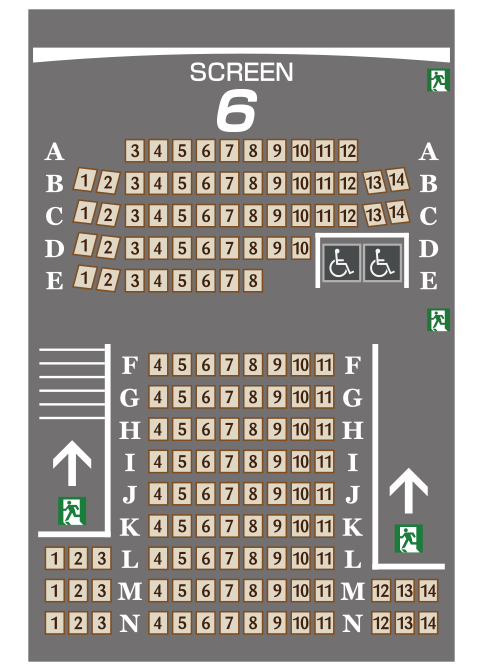 SCREEN
6
A 3 4 5 6 7 8 9 10 11 12 A
B 1 2 3 4 5 6 7 8 9 10 11 12 13 14 B
C 1 2 3 4 5 6 7 8 9 10 11 12 13 14 C
D 1 2 3 4 5 6 7 8 9 10 D
E 1 2 3 4 5 6 7 8 E
F 4 5 6 7 8 9 10 11 F
G 4 5 6 7 8 9 10 11 G
H 4 5 6 7 8 9 10 11 H
I 4 5 6 7 8 9 10 11 I
J 4 5 6 7 8 9 10 11 J
K 4 5 6 7 8 9 10 11 K
1 2 3 L 4 5 6 7 8 9 10 11 L
1 2 3 M 4 5 6 7 8 9 10 11 M 12 13 14
1 2 3 N 4 5 6 7 8 9 10 11 N 12 13 14